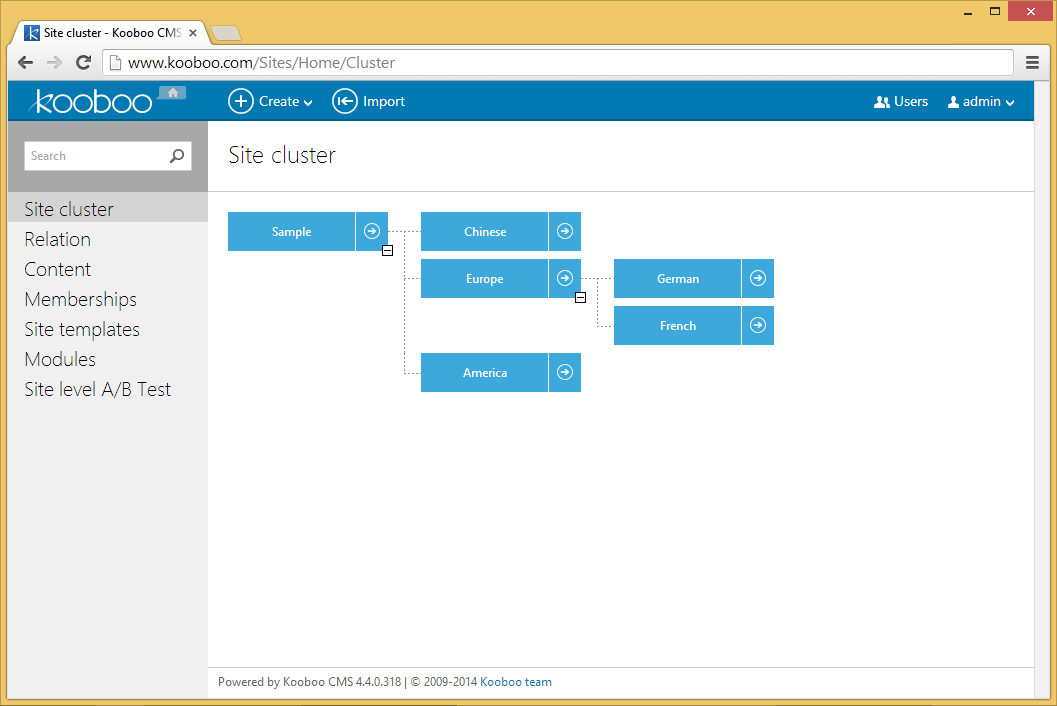 Site cluster - Kooboo CMS
www.kooboo.com/Sites/Home/Cluster
kooboo
Create
Import
Users
admin
Search
Site cluster
Site cluster
Relation
Content
Memberships
Site templates
Modules
Site level A/B Test
Sample
Chinese
Europe
German
French
America
Powered by Kooboo CMS 4.4.0.318 | © 2009-2014 Kooboo team